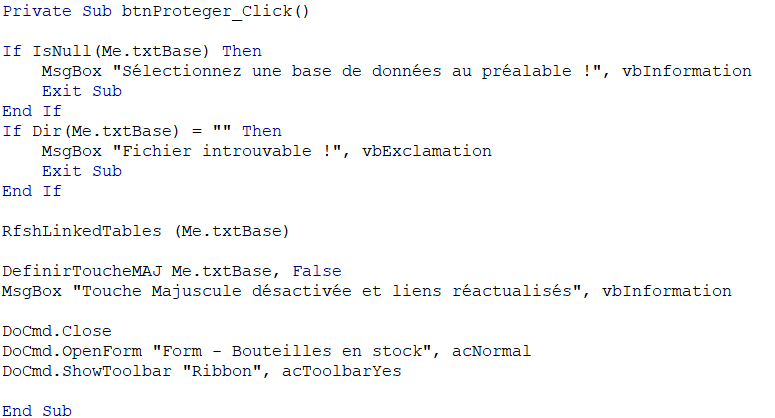 Private Sub btnProteger_Click()

If IsNull(Me.txtBase) Then
    MsgBox "Sélectionnez une base de données au préalable !", vbInformation
    Exit Sub
End If
If Dir(Me.txtBase) = "" Then
    MsgBox "Fichier introuvable !", vbExclamation
    Exit Sub
End If

RfshLinkedTables (Me.txtBase)

DefinirToucheMAJ Me.txtBase, False
MsgBox "Touche Majuscule désactivée et liens réactualisés", vbInformation

DoCmd.Close
DoCmd.OpenForm "Form - Bouteilles en stock", acNormal
DoCmd.ShowToolbar "Ribbon", acToolbarYes

End Sub